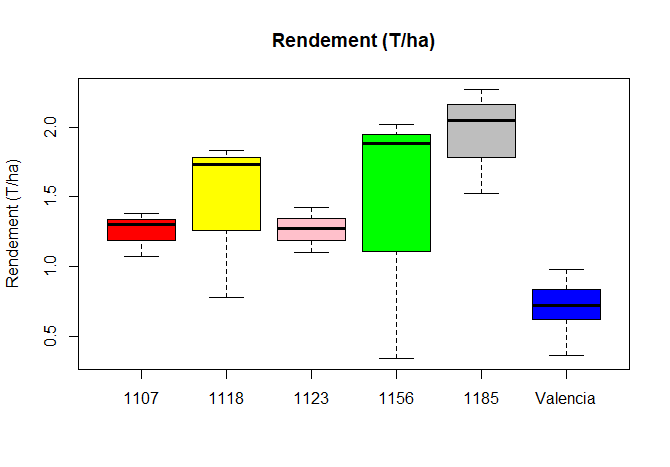 Rendement (T/ha)
Rendement (T/ha)
2.0
1.5
1.0
0.5
1107 1118 1123 1156 1185 Valencia